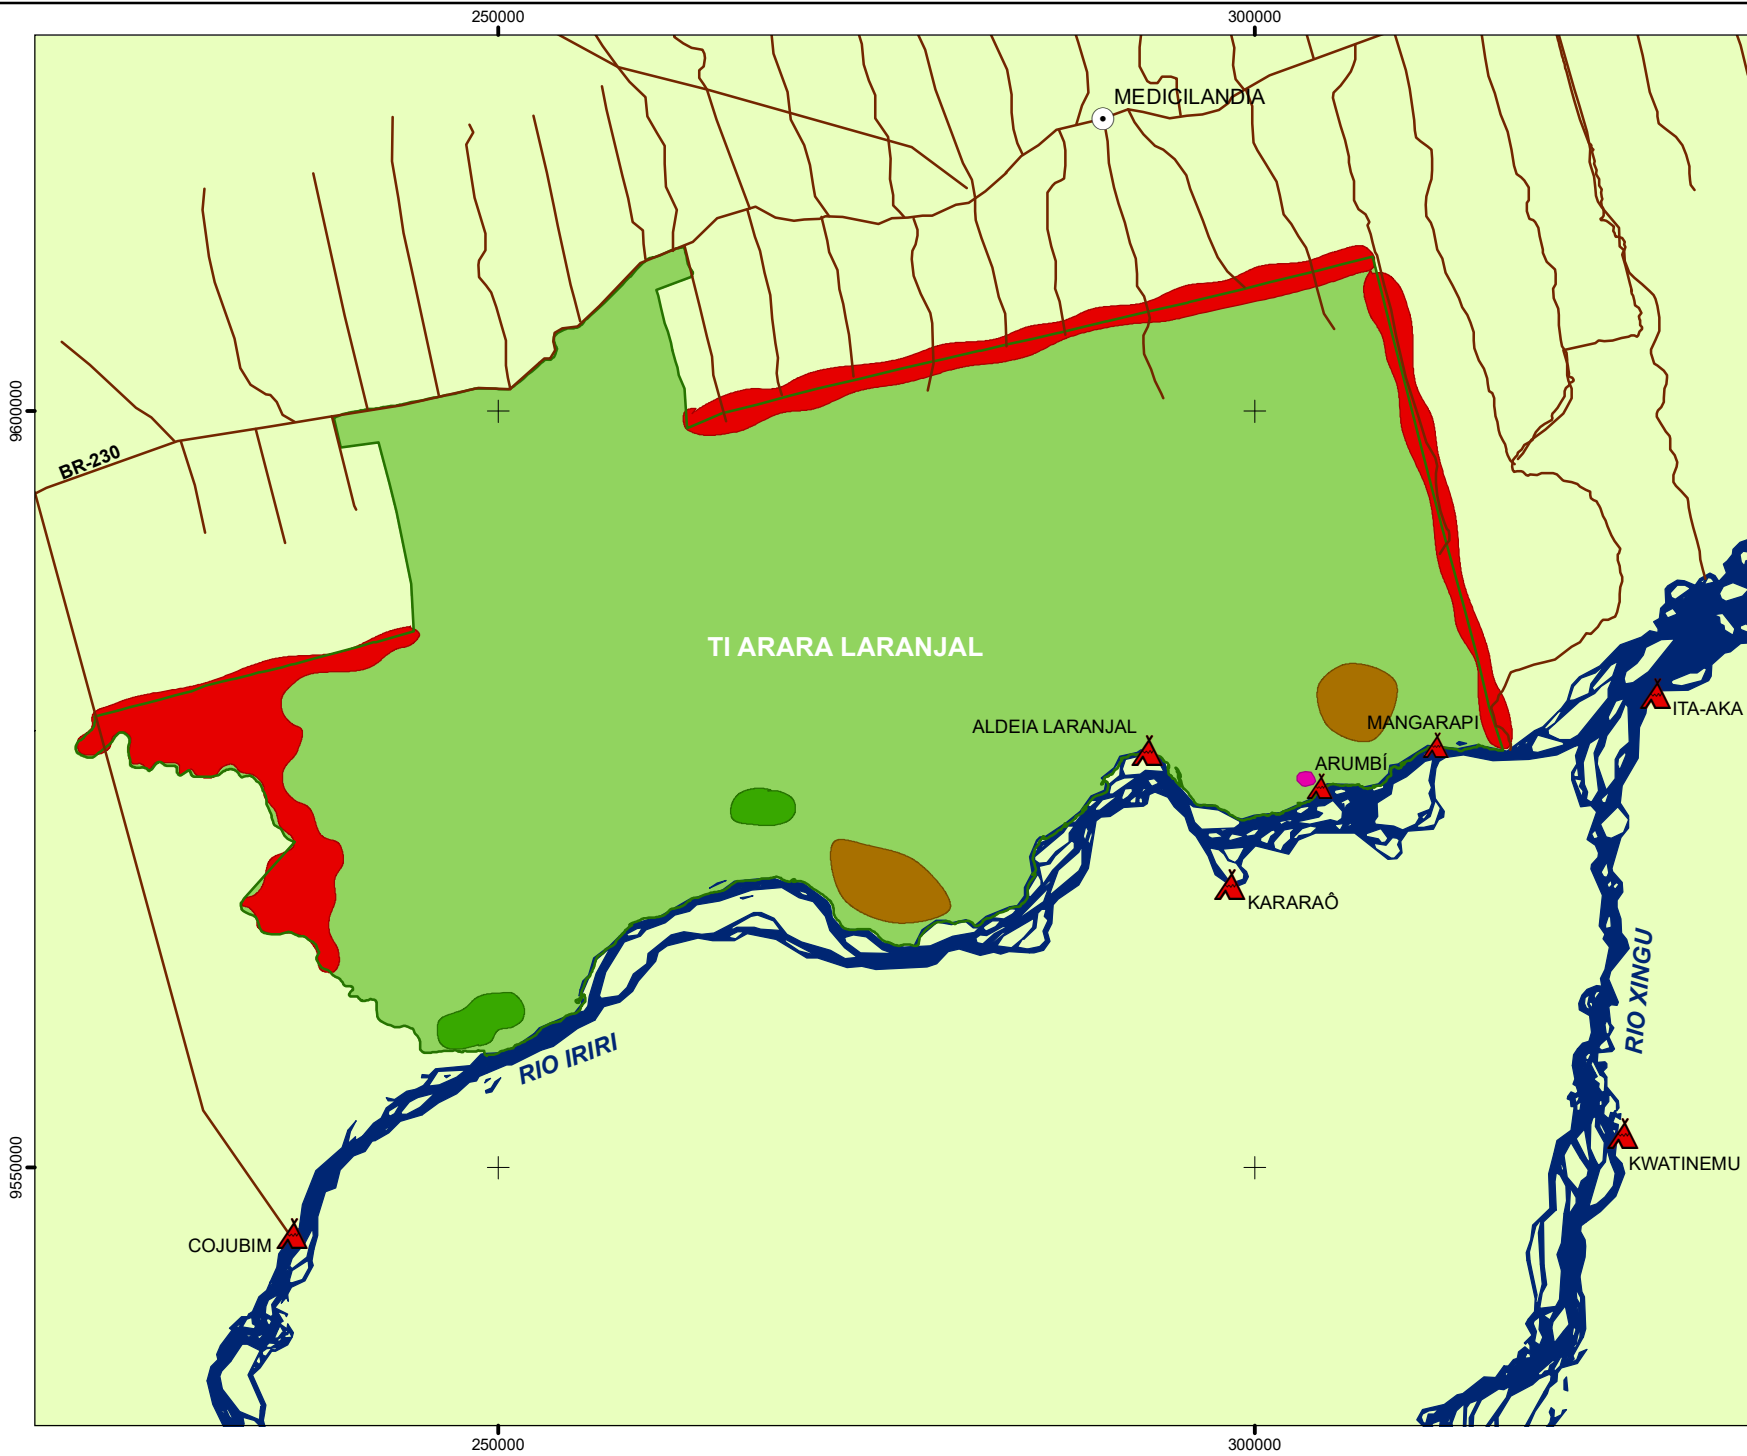 250000 300000
MEDICILANDIA
9600000
BR-230
TI ARARA LARANJAL
ITA-AKA
MANGARAPI
ALDEIA LARANJAL
ARUMBÍ
KARARAÔ
RIO XINGU
RIO IRIRI
9550000
KWATINEMU
COJUBIM
250000 300000